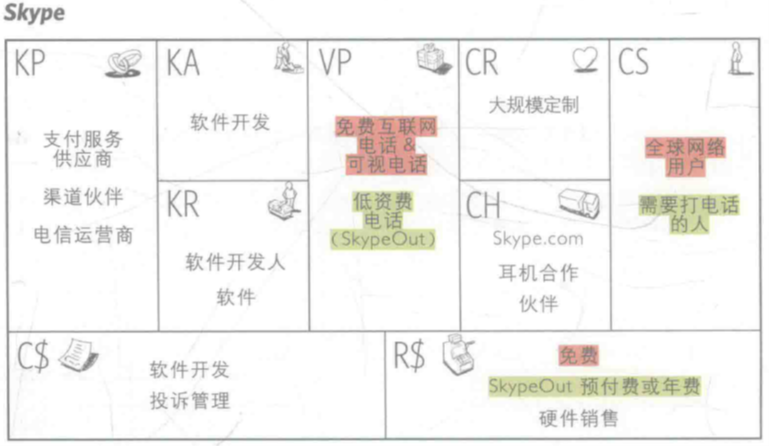 Skype
KP
支付服务
供应商
渠道伙伴
电信运营商
KA
软件开发
KR
软件开发人
软件
VP
免费互联网
电话 &
可视电话
低资费
电话
(SkypeOut)
CR
大规模定制
CH
Skype.com
耳机合作
伙伴
CS
全球网络
用户
需要打电话
的人
C$
软件开发
投诉管理
R$
免费
SkypeOut 预付费或年费
硬件销售